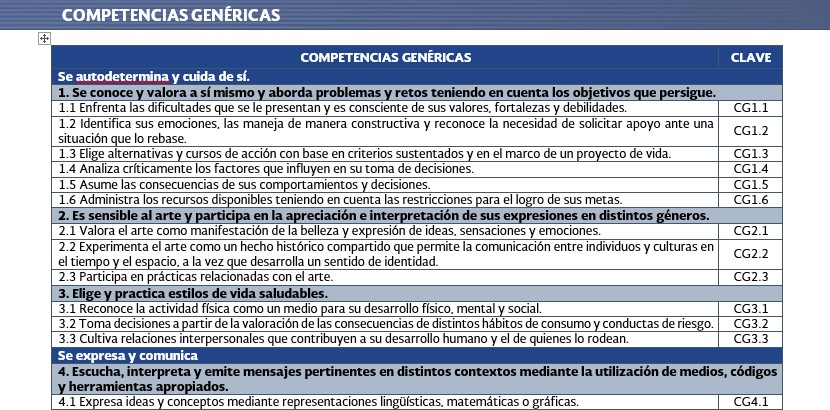 COMPETENCIAS GENÉRICAS
COMPETENCIAS GENÉRICAS CLAVE
Se autodetermina y cuida de sí.
1. Se conoce y valora a sí mismo y aborda problemas y retos teniendo en cuenta los objetivos que persigue.
1.1 Enfrenta las dificultades que se le presentan y es consciente de sus valores, fortalezas y debilidades. CG1.1
1.2 Identifica sus emociones, las maneja de manera constructiva y reconoce la necesidad de solicitar apoyo ante una
situación que lo rebase. CG1.2
1.3 Elige alternativas y cursos de acción con base en criterios sustentados y en el marco de un proyecto de vida. CG1.3
1.4 Analiza críticamente los factores que influyen en su toma de decisiones. CG1.4
1.5 Asume las consecuencias de sus comportamientos y decisiones. CG1.5
1.6 Administra los recursos disponibles teniendo en cuenta las restricciones para el logro de sus metas. CG1.6
2. Es sensible al arte y participa en la apreciación e interpretación de sus expresiones en distintos géneros.
2.1 Valora el arte como manifestación de la belleza y expresión de ideas, sensaciones y emociones. CG2.1
2.2 Experimenta el arte como un hecho histórico compartido que permite la comunicación entre individuos y culturas en
el tiempo y el espacio, a la vez que desarrolla un sentido de identidad. CG2.2
2.3 Participa en prácticas relacionadas con el arte. CG2.3
3. Elige y practica estilos de vida saludables.
3.1 Reconoce la actividad física como un medio para su desarrollo físico, mental y social. CG3.1
3.2 Toma decisiones a partir de la valoración de las consecuencias de distintos hábitos de consumo y conductas de riesgo. CG3.2
3.3 Cultiva relaciones interpersonales que contribuyen a su desarrollo humano y el de quienes lo rodean. CG3.3
Se expresa y comunica
4. Escucha, interpreta y emite mensajes pertinentes en distintos contextos mediante la utilización de medios, códigos
y herramientas apropiados.
4.1 Expresa ideas y conceptos mediante representaciones lingüísticas, matemáticas o gráficas. CG4.1